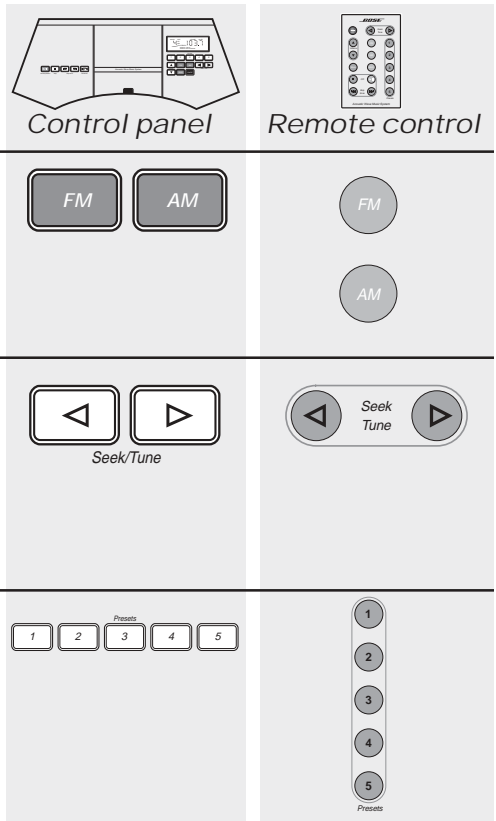 BOSE
Control panel
Remote control
FM
AM
FM
AM
Seek/Tune
Seek
Tune
Presets
1 2 3 4 5
1
2
3
4
5
Presets